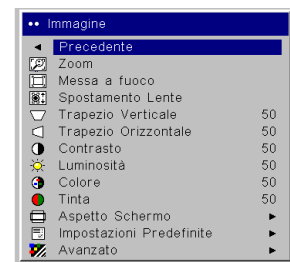 •• Immagine
Precedente
Zoom
Messa a fuoco
Spostamento Lente
Trapezio Verticale 50
Trapezio Orizzontale 50
Contrasto 50
Luminosità 50
Colore 50
Tinta 50
Aspetto Schermo
Impostazioni Predefinite
Avanzato